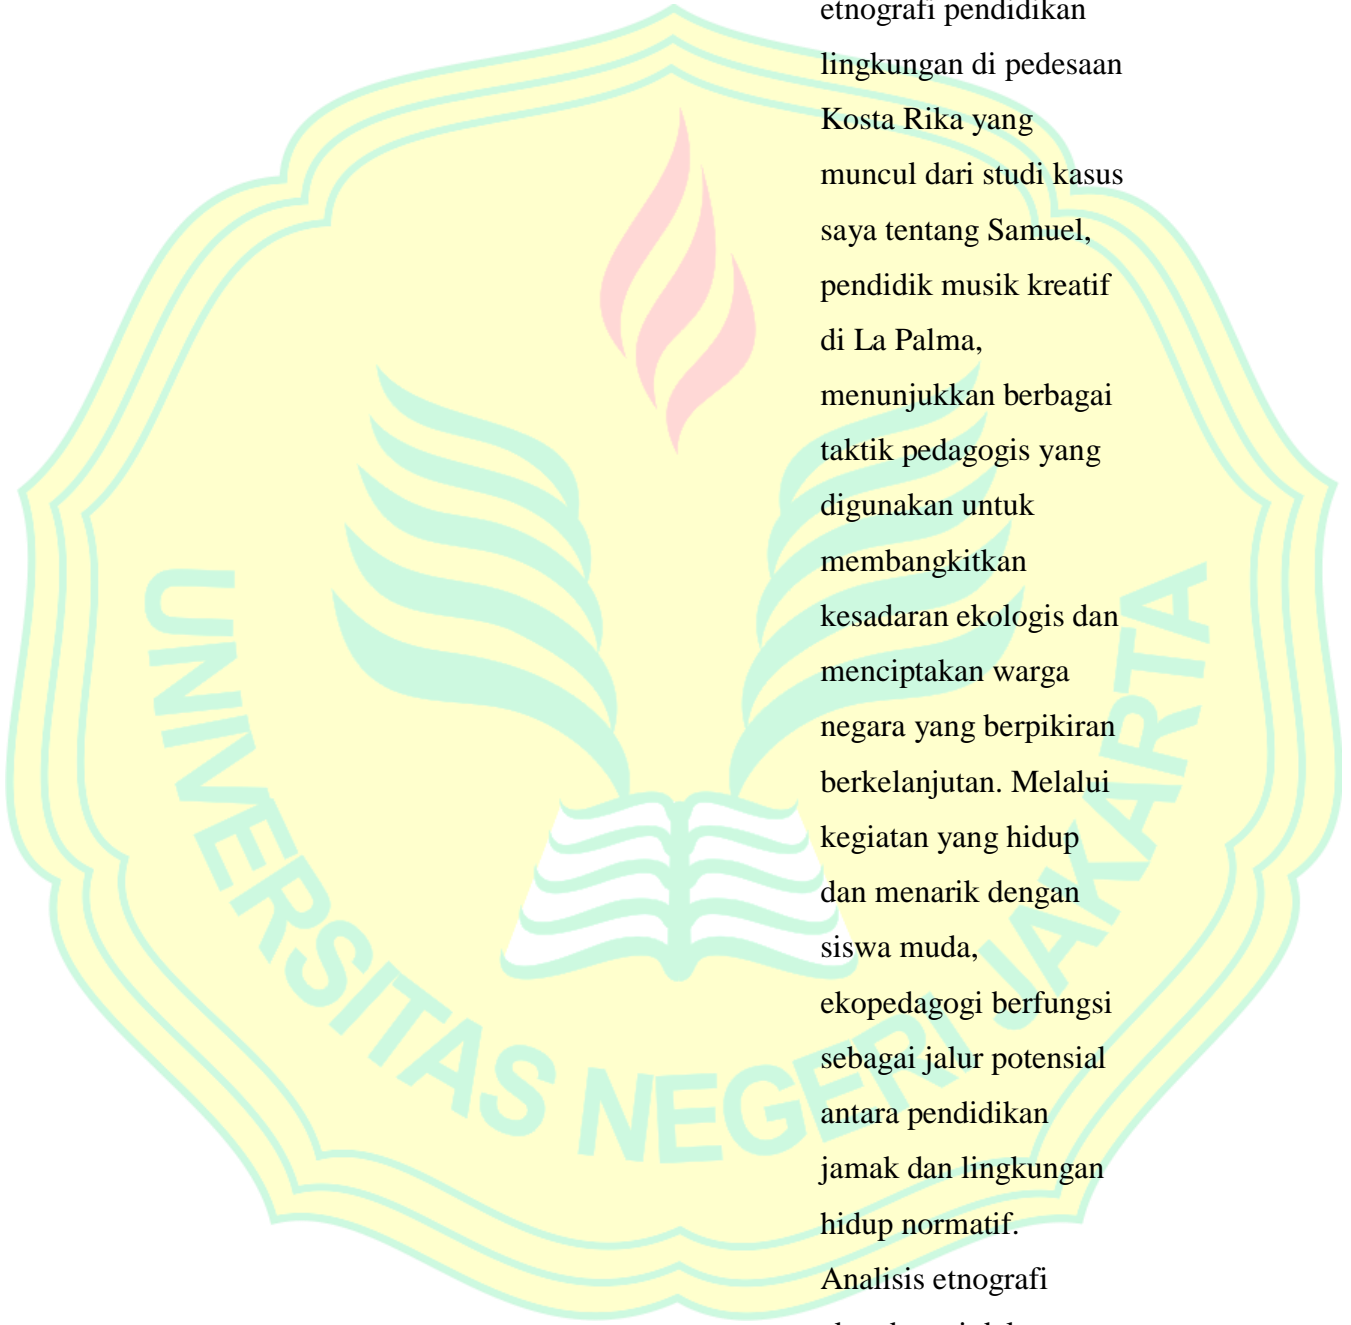 etnografi pendidikan
lingkungan di pedesaan
Kosta Rika yang
muncul dari studi kasus
saya tentang Samuel,
pendidik musik kreatif
di La Palma,
menunjukkan berbagai
taktik pedagogis yang
digunakan untuk
membangkitkan
kesadaran ekologis dan
menciptakan warga
negara yang berpikiran
berkelanjutan. Melalui
kegiatan yang hidup
dan menarik dengan
siswa muda,
ekopedagogi berfungsi
sebagai jalur potensial
antara pendidikan
jamak dan lingkungan
hidup normatif.
Analisis etnografi
UNIVERSITAS NEGERI JAKARTA